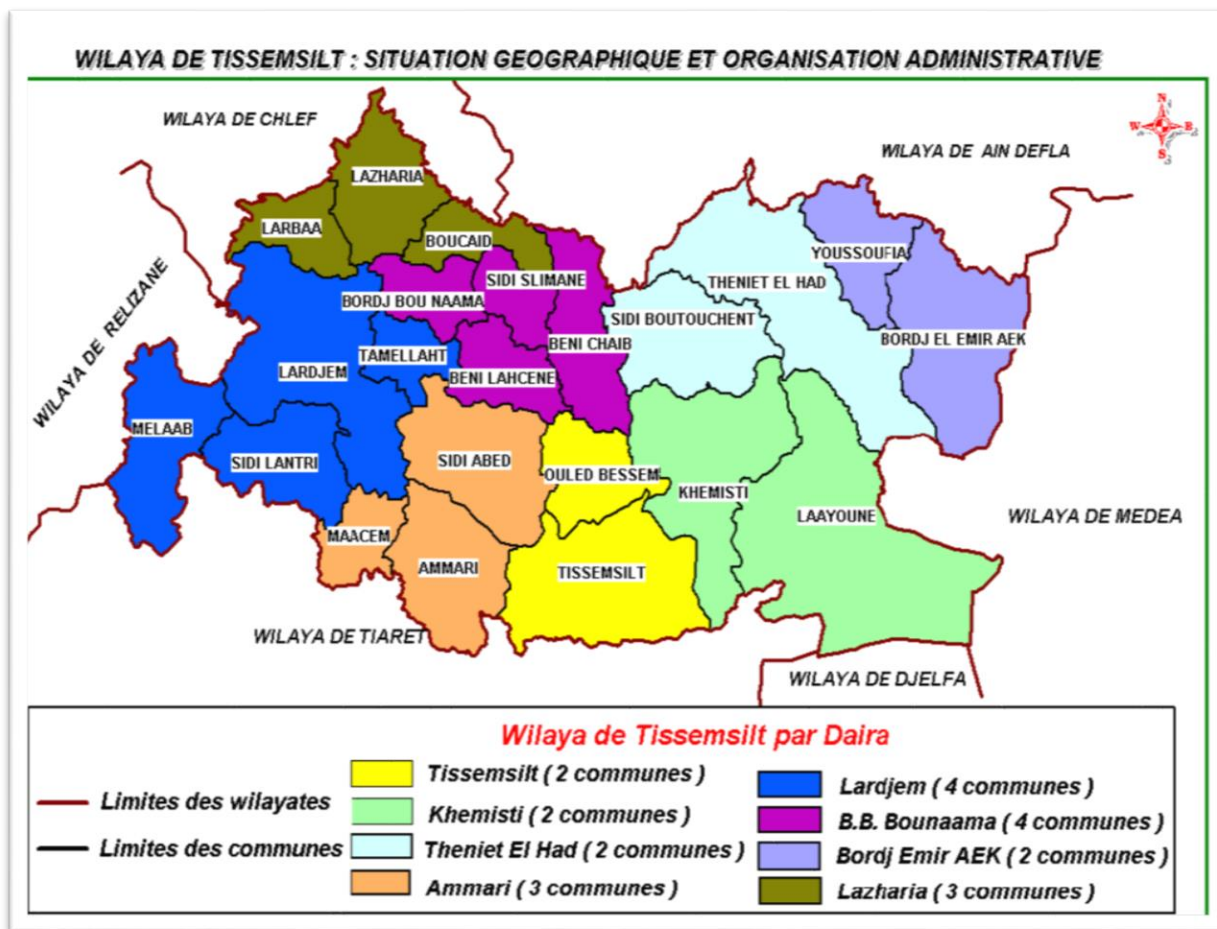 WILAYA DE TISSEMSILT : SITUATION GEOGRAPHIQUE ET ORGANISATION ADMINISTRATIVE
WILAYA DE CHLEF
N
W E
S
WILAYA DE AIN DEFLA
LAZHARIA
LARBAA
BOUCAID
YOUSSOUFIA
SIDI SLIMANE
THENIET EL HAD
BORDJ BOU NAAMA
SIDI BOUTOUCHENT
WILAYA DE RELIZANE
BORDJ EL EMIR AEK
BENI CHAIB
TAMELLAHT
LARDJEM
BENI LAHCENE
MELAAB
SIDI LANTRI
SIDI ABED
OULED BESSEM
KHEMISTI
LAAYOUNE
WILAYA DE MEDEA
MAACEM
AMMARI
TISSEMSILT
WILAYA DE TIARET
WILAYA DE DJELFA
Wilaya de Tissemsilt par Daira
Limites des wilayates
Limites des communes
Tissemsilt ( 2 communes )
Khemisti ( 2 communes )
Theniet El Had ( 2 communes )
Ammari ( 3 communes )
Lardjem ( 4 communes )
B.B. Bounaama ( 4 communes )
Bordj Emir AEK ( 2 communes )
Lazharia ( 3 communes )